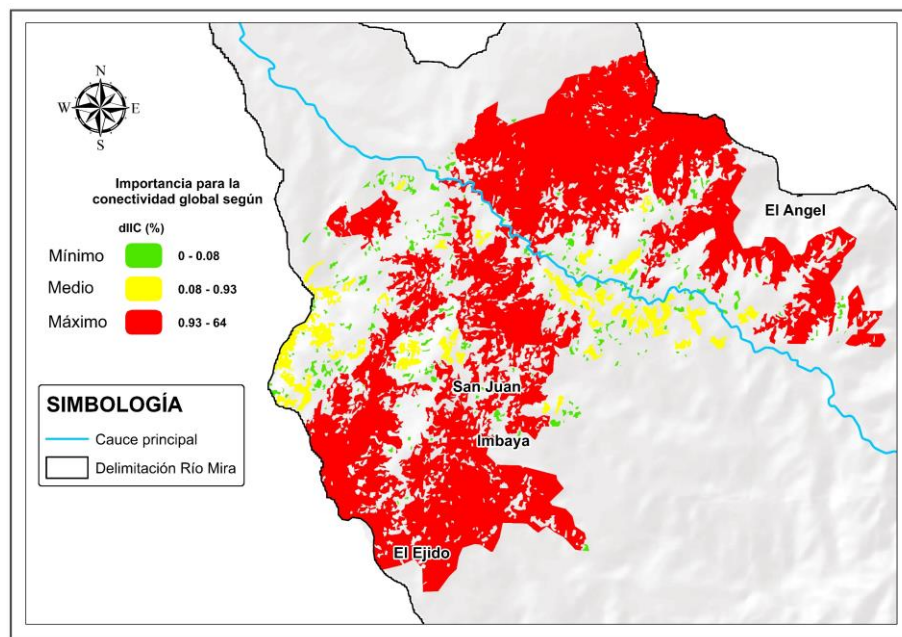 N
W
E
S
Importancia para la
conectividad global según
dIIC (%)
Mínimo 0 - 0.08
Medio 0.08 - 0.93
Máximo 0.93 - 64
SIMBOLOGÍA
Cauce principal
Delimitación Río Mira
El Angel
San Juan
Imbaya
El Ejido